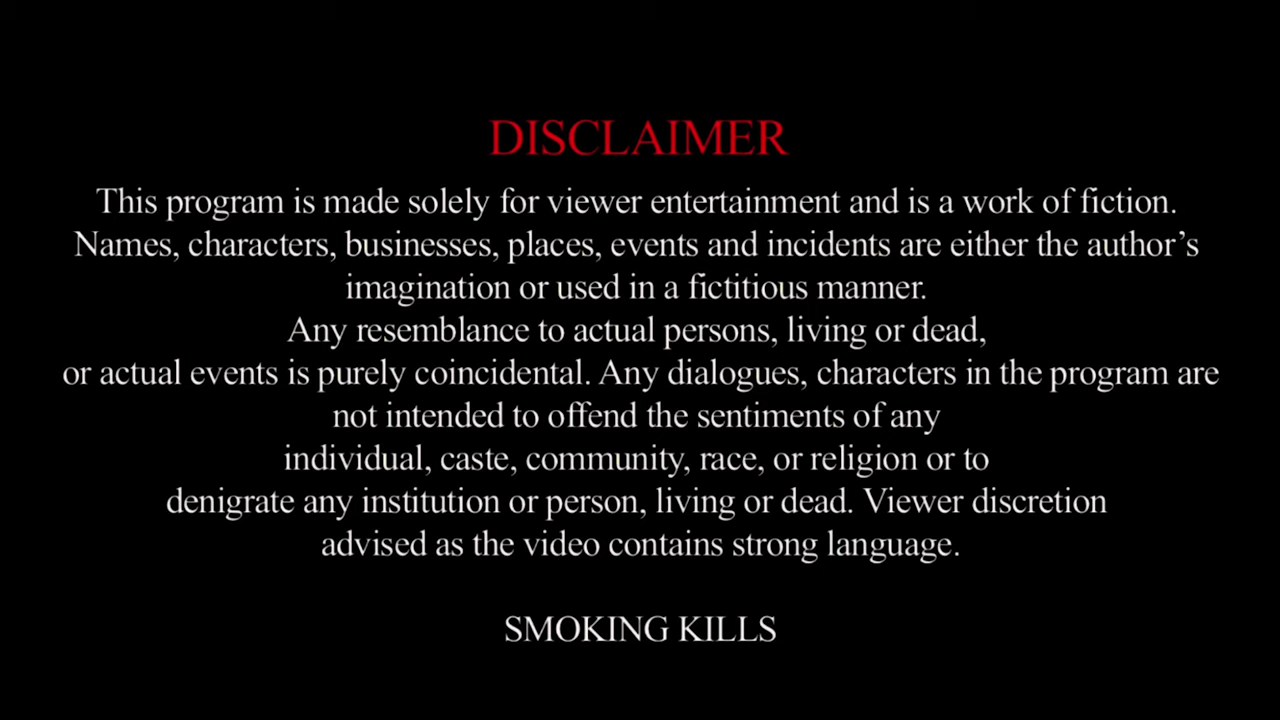 DISCLAIMER
This program is made solely for viewer entertainment and is a work of fiction.
Names, characters, businesses, places, events and incidents are either the author’s
imagination or used in a fictitious manner.
Any resemblance to actual persons, living or dead,
or actual events is purely coincidental. Any dialogues, characters in the program are
not intended to offend the sentiments of any
individual, caste, community, race, or religion or to
denigrate any institution or person, living or dead. Viewer discretion
advised as the video contains strong language.
SMOKING KILLS